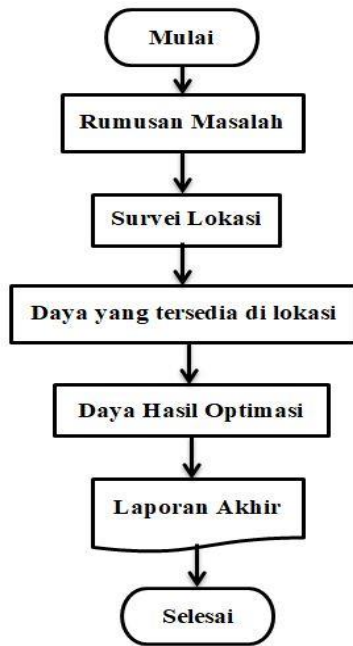 Mulai
Rumusan Masalah
Survei Lokasi
Daya yang tersedia di lokasi
Daya Hasil Optimasi
Laporan Akhir
Selesai